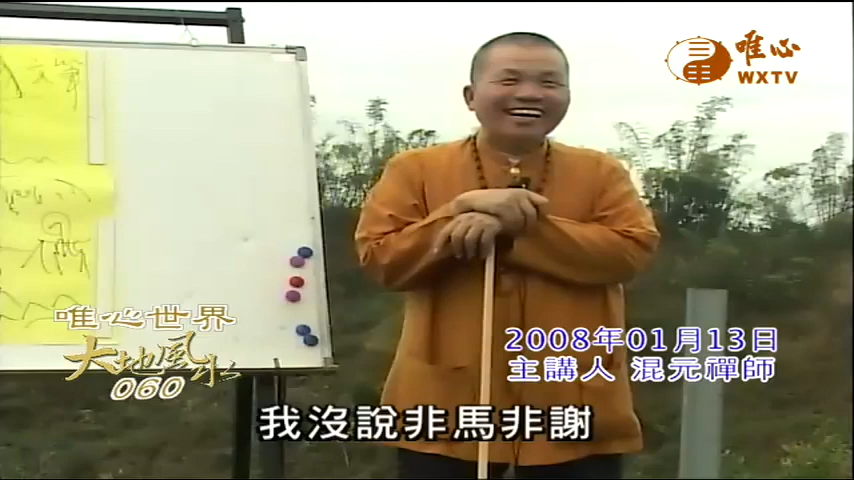 唯心
WXTV
唯心世界
大地風水
060
2008年01月13日
主講人 混元禪師
我沒說非馬非謝